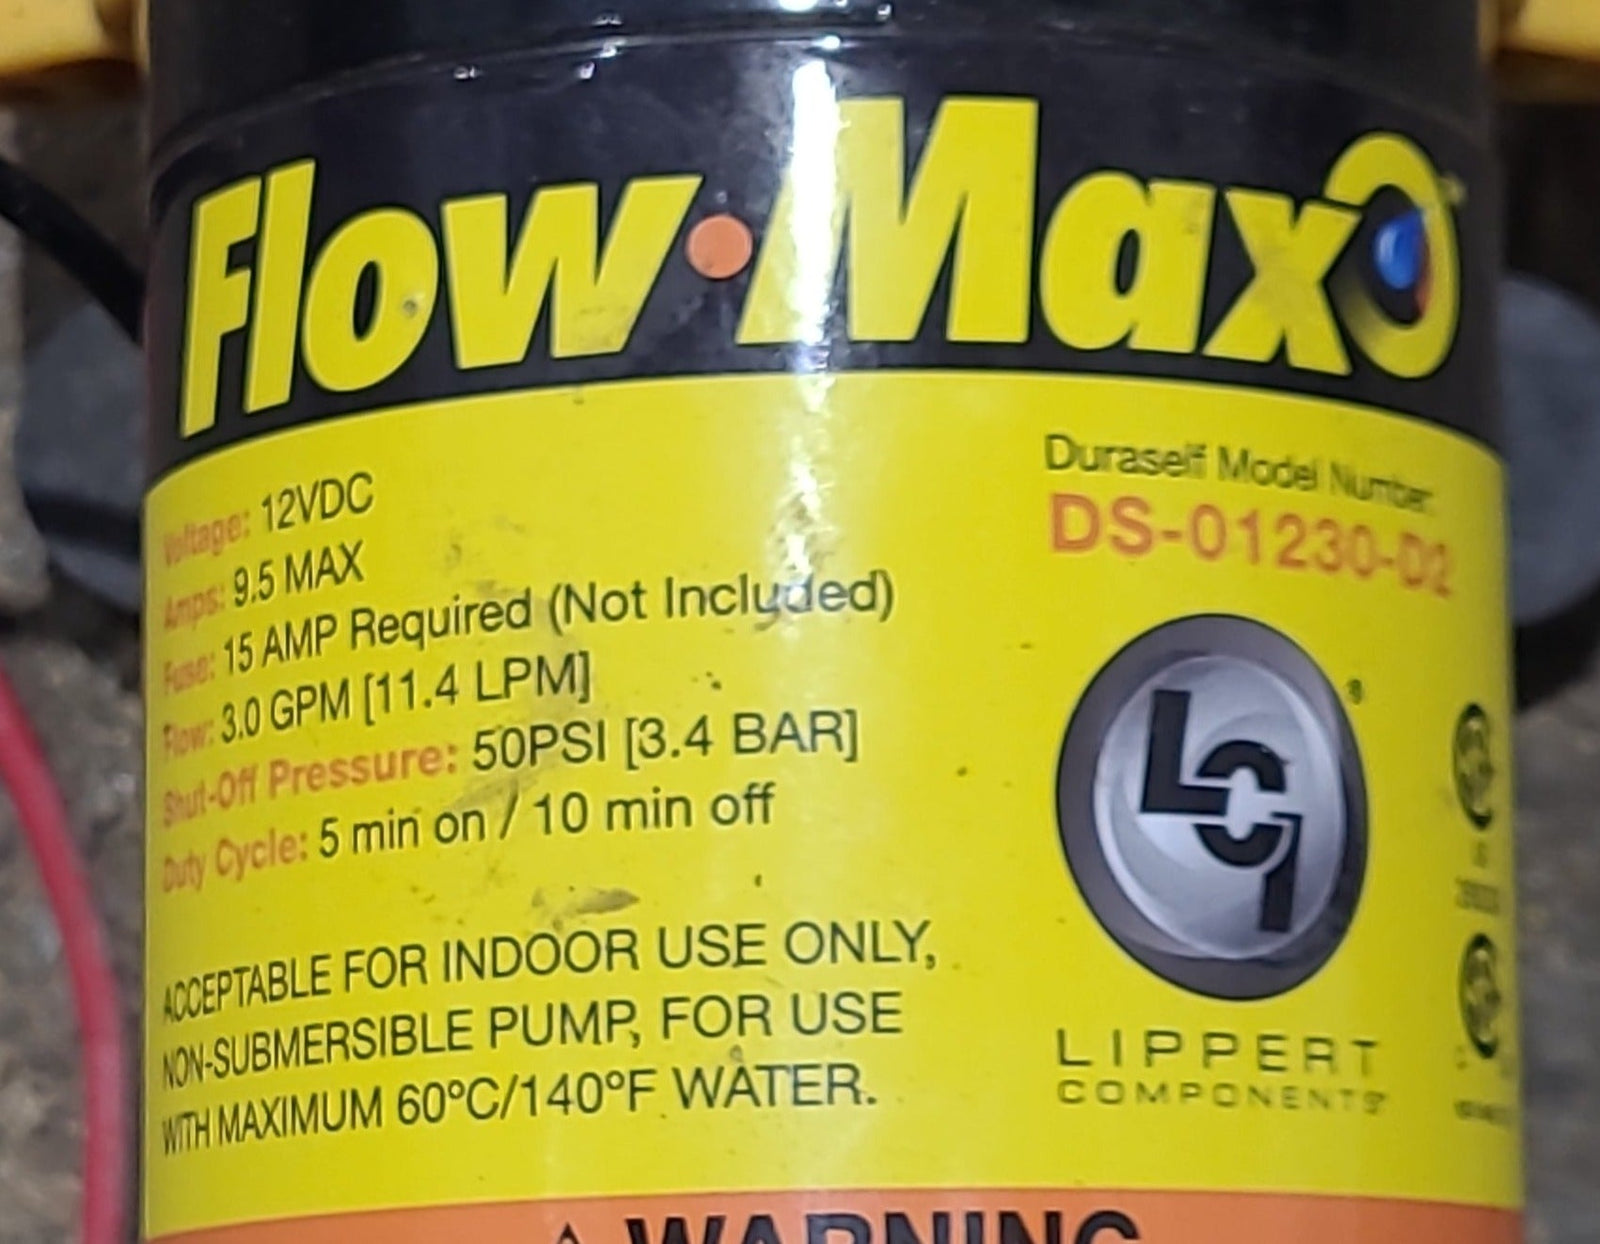 Flow•Max
Voltage: 12VDC
Amps: 9.5 MAX
Fuse: 15 AMP Required (Not Included)
Flow: 3.0 GPM [11.4 LPM]
Shut-Off Pressure: 50PSI [3.4 BAR]
Duty Cycle: 5 min on / 10 min off
ACCEPTABLE FOR INDOOR USE ONLY,
NON-SUBMERSIBLE PUMP, FOR USE
WITH MAXIMUM 60°C/140°F WATER.
Duraself Model Number:
DS-01230-D2
LCI®
LIPPERT
COMPONENTS®
⚠WARNING